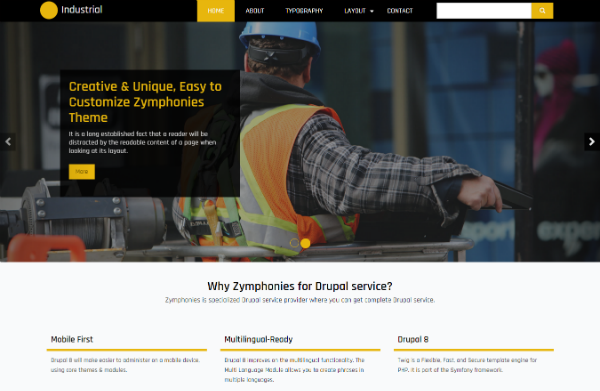 Industrial
HOME ABOUT TYPOGRAPHY LAYOUT CONTACT
Creative & Unique, Easy to
Customize Zymphonies
Theme
It is a long established fact that a reader will be
distracted by the readable content of a page when
looking at its layout.
More
export
expo
Why Zymphonies for Drupal service?
Zymphonies is specialized Drupal service provider where you can get complete Drupal service.
Mobile First
Drupal 8 will make easier to administer on a mobile device,
using core themes & modules.
Multilingual-Ready
Drupal 8 improves on the multilingual functionality. The
Multi Language Module allows you to create phrases in
multiple languages.
Drupal 8
Twig is a Flexible, Fast, and Secure template engine for
PHP. It is part of the Symfony framework.